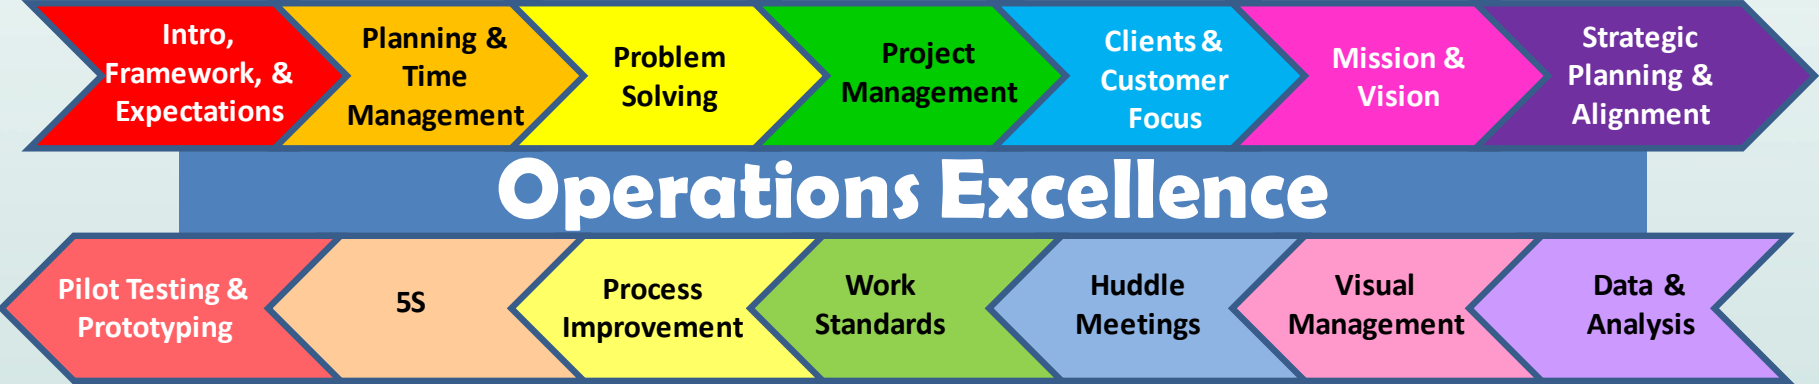 Intro,
Framework, &
Expectations
Planning &
Time
Management
Problem
Solving
Project
Management
Clients &
Customer
Focus
Mission &
Vision
Strategic
Planning &
Alignment
Operations Excellence
Pilot Testing &
Prototyping
5S
Process
Improvement
Work
Standards
Huddle
Meetings
Visual
Management
Data &
Analysis